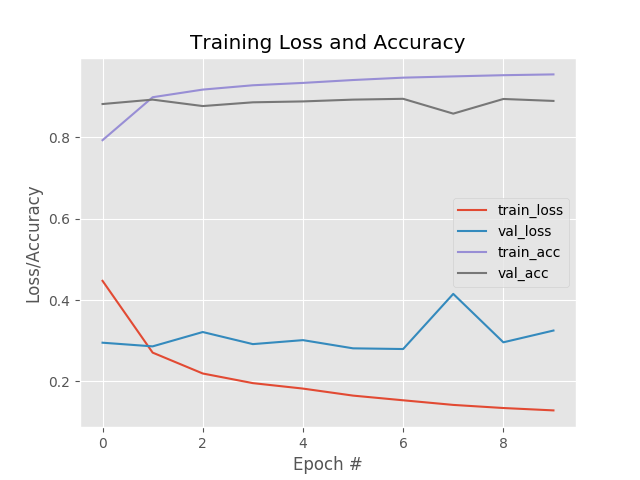 Training Loss and Accuracy
Loss/Accuracy
0.8
0.6
0.4
0.2
train_loss
val_loss
train_acc
val_acc
0 2 4 6 8
Epoch #